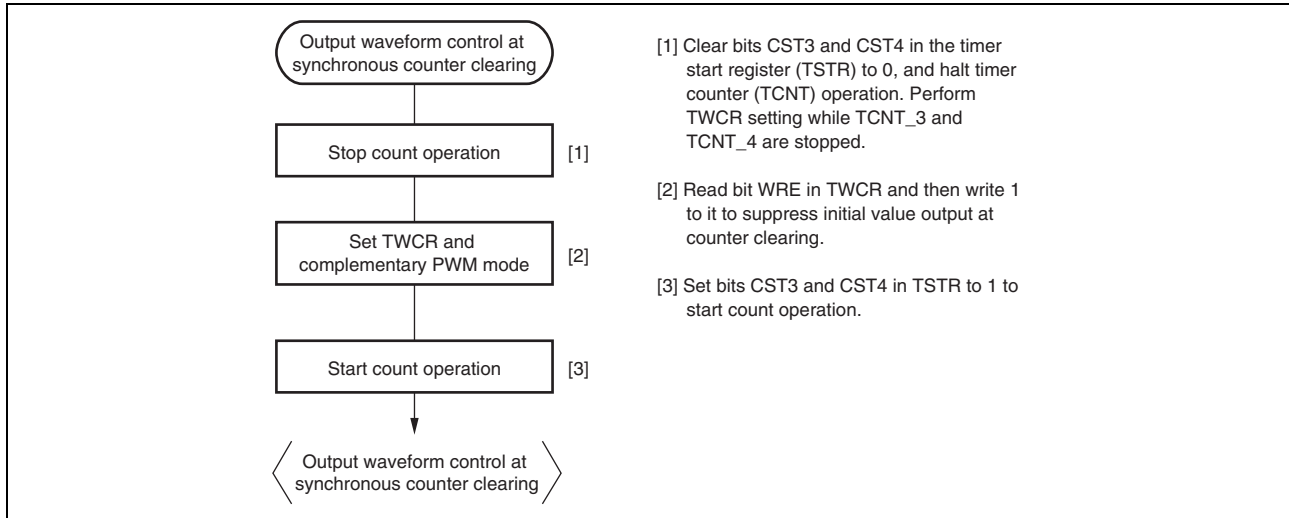 Output waveform control at
synchronous counter clearing
Stop count operation
[1]
Set TWCR and
complementary PWM mode
[2]
Start count operation
[3]
Output waveform control at
synchronous counter clearing
[1] Clear bits CST3 and CST4 in the timer
start register (TSTR) to 0, and halt timer
counter (TCNT) operation. Perform
TWCR setting while TCNT_3 and
TCNT_4 are stopped.
[2] Read bit WRE in TWCR and then write 1
to it to suppress initial value output at
counter clearing.
[3] Set bits CST3 and CST4 in TSTR to 1 to
start count operation.